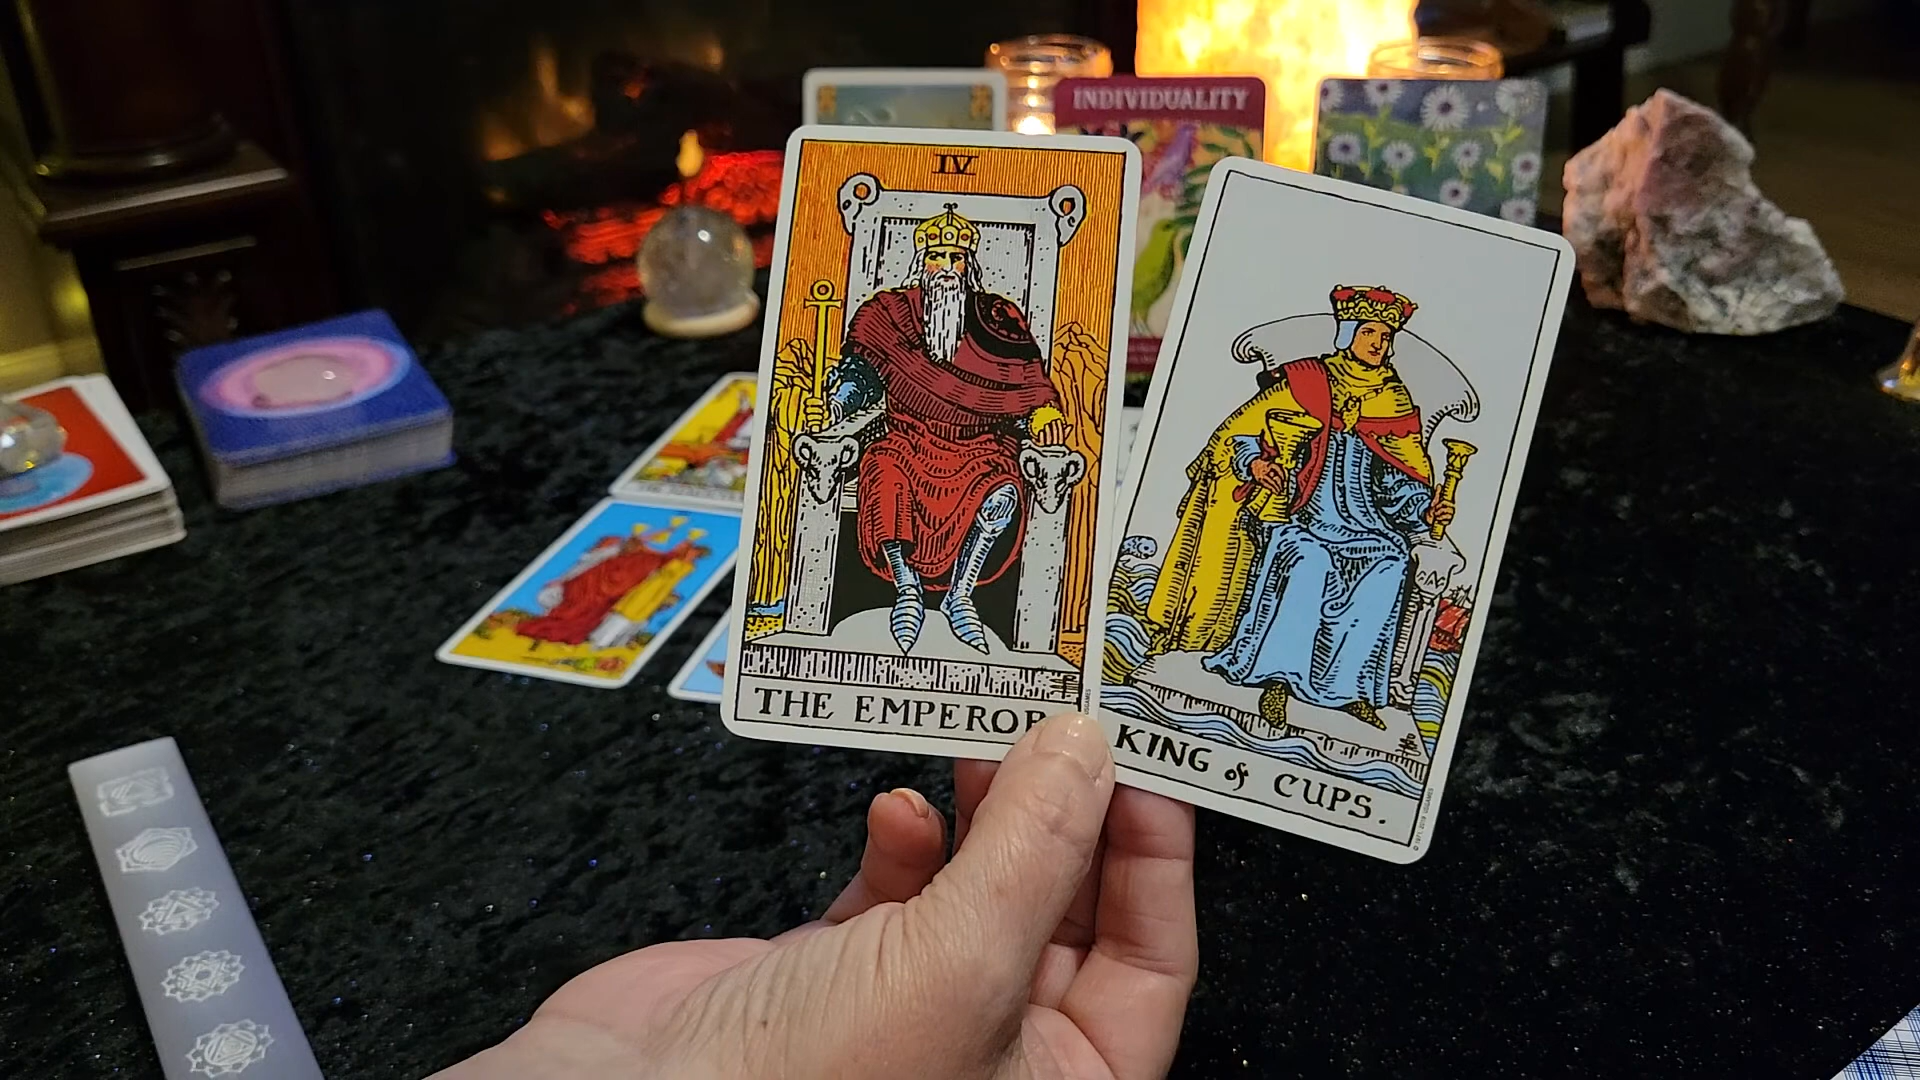 INDIVIDUALITY
IV
THE EMPEROR
KING of CUPS.